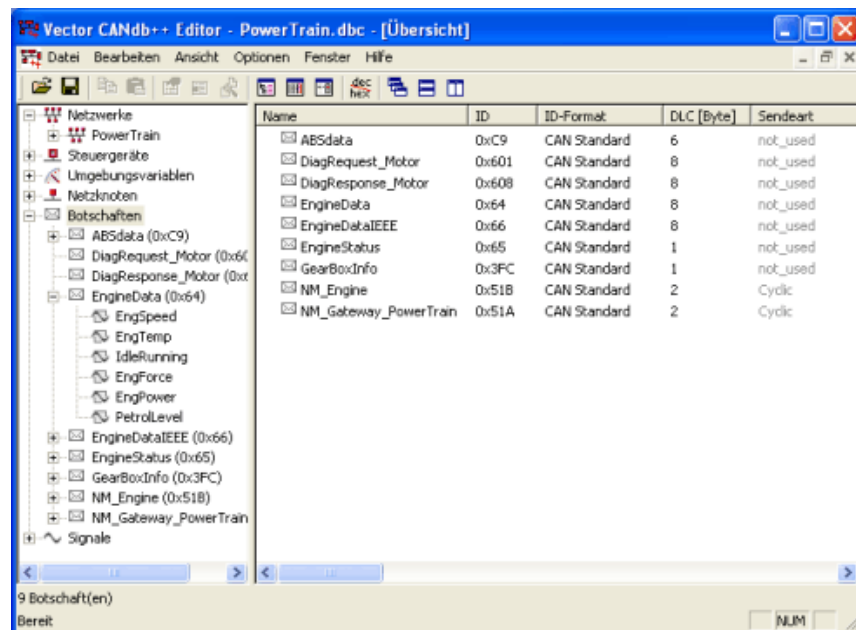 Vector CANdb++ Editor - PowerTrain.dbc - [Übersicht]
Datei Bearbeiten Ansicht Optionen Fenster Hilfe
dec
hex
Netzwerke
PowerTrain
Steuergeräte
Umgebungsvariablen
Netzknoten
Botschaften
ABSdata (0xC9)
DiagRequest_Motor (0x60
DiagResponse_Motor (0x6
EngineData (0x64)
EngSpeed
EngTemp
IdleRunning
EngForce
EngPower
PetrolLevel
EngineDataIEEE (0x66)
EngineStatus (0x65)
GearBoxInfo (0x3FC)
NM_Engine (0x51B)
NM_Gateway_PowerTrain
Signale
Name ID ID-Format DLC [Byte] Sendeart
ABSdata 0xC9 CAN Standard 6 not_used
DiagRequest_Motor 0x601 CAN Standard 8 not_used
DiagResponse_Motor 0x608 CAN Standard 8 not_used
EngineData 0x64 CAN Standard 8 not_used
EngineDataIEEE 0x66 CAN Standard 8 not_used
EngineStatus 0x65 CAN Standard 1 not_used
GearBoxInfo 0x3FC CAN Standard 1 not_used
NM_Engine 0x51B CAN Standard 2 Cyclic
NM_Gateway_PowerTrain 0x51A CAN Standard 2 Cyclic
9 Botschaft(en)
Bereit NUM